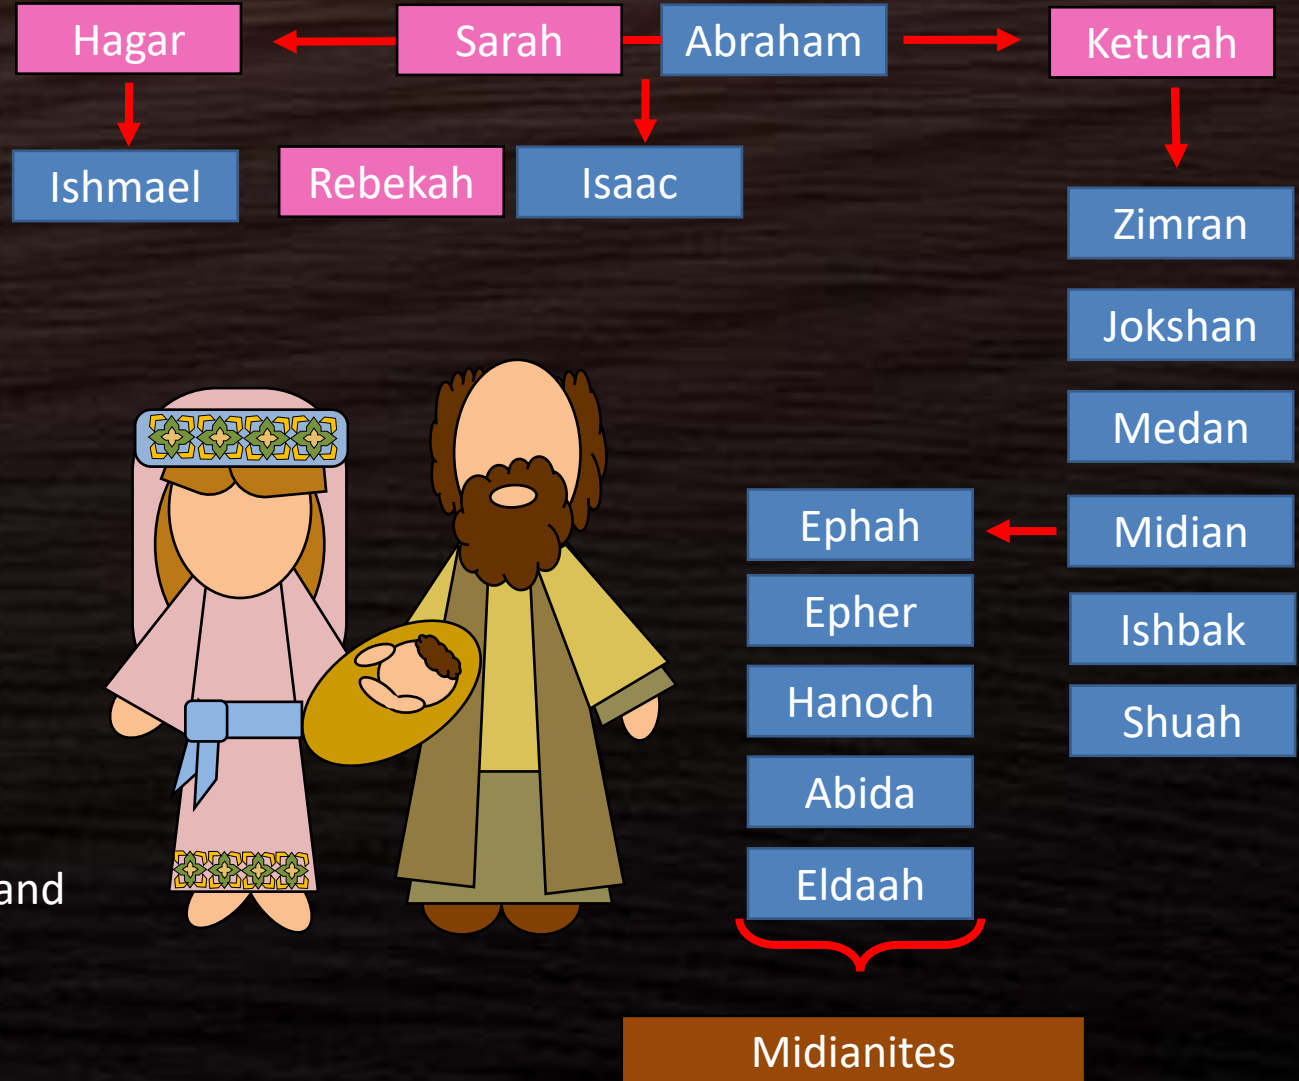 Hagar
Sarah
Abraham
Keturah
Ishmael
Rebekah
Isaac
Zimran
Jokshan
Medan
Midian
Ishbak
Shuah
Ephah
Epher
Hanoch
Abida
Eldaah
and
Midianites